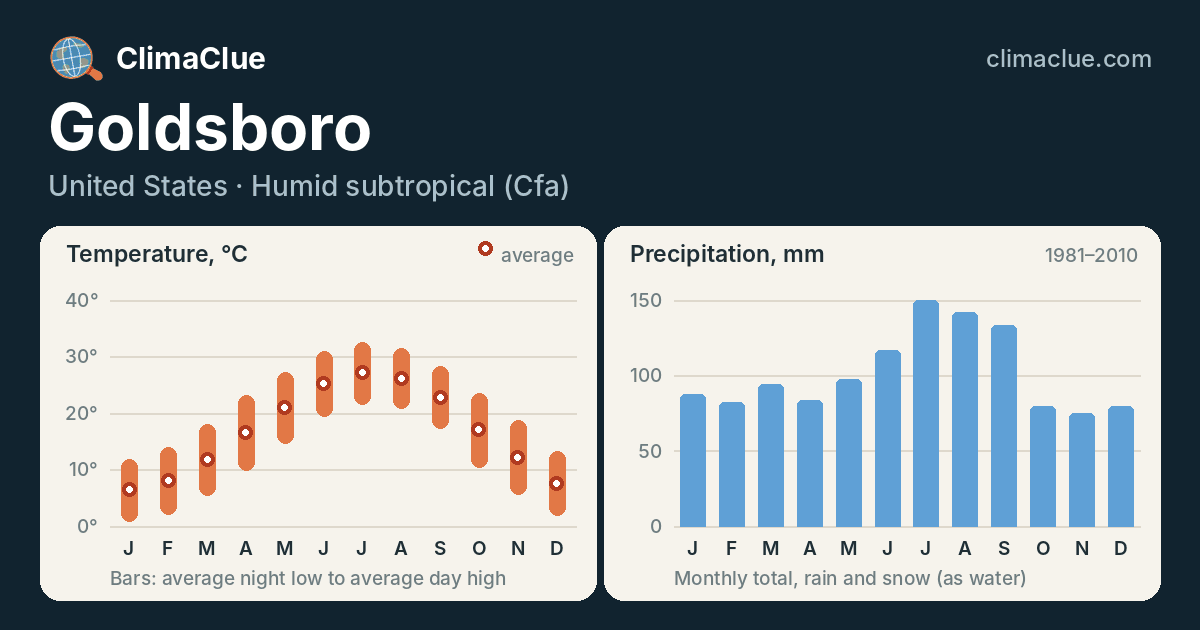 ClimaClue
climaclue.com
Goldsboro
United States · Humid subtropical (Cfa)
Temperature, °C
average
40°
30°
20°
10°
0°
J F M A M J J A S O N D
Bars: average night low to average day high
Precipitation, mm
1981–2010
150
100
50
0
J F M A M J J A S O N D
Monthly total, rain and snow (as water)